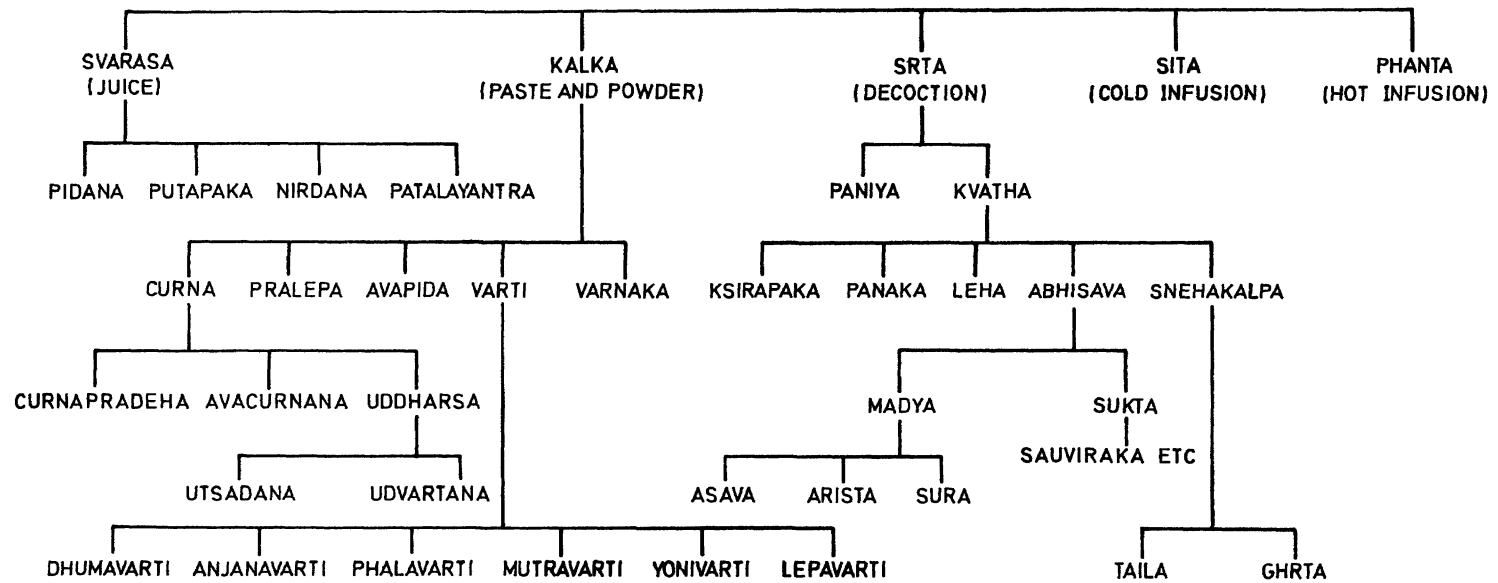 SVARASA
(JUICE)
KALKA
(PASTE AND POWDER)
SRTA
(DECOCTION)
SITA
(COLD INFUSION)
PHANTA
(HOT INFUSION)
PIDANA PUTAPAKA NIRDANA PATALAYANTRA
PANIYA KVATHA
CURNA PRALEPA AVAPIDA VARTI VARNAKA
KSIRAPAKA PANAKA LEHA ABHISAVA SNEHAKALPA
CURNAPRADEHA AVACURNANA UDDHARSA
MADYA SUKTA
SAUVIRAKA ETC
UTSADANA UDVARTANA
ASAVA ARISTA SURA
DHUMAVARTI ANJANAVARTI PHALAVARTI MUTRAVARTI YONIVARTI LEPAVARTI
TAILA GHRTA